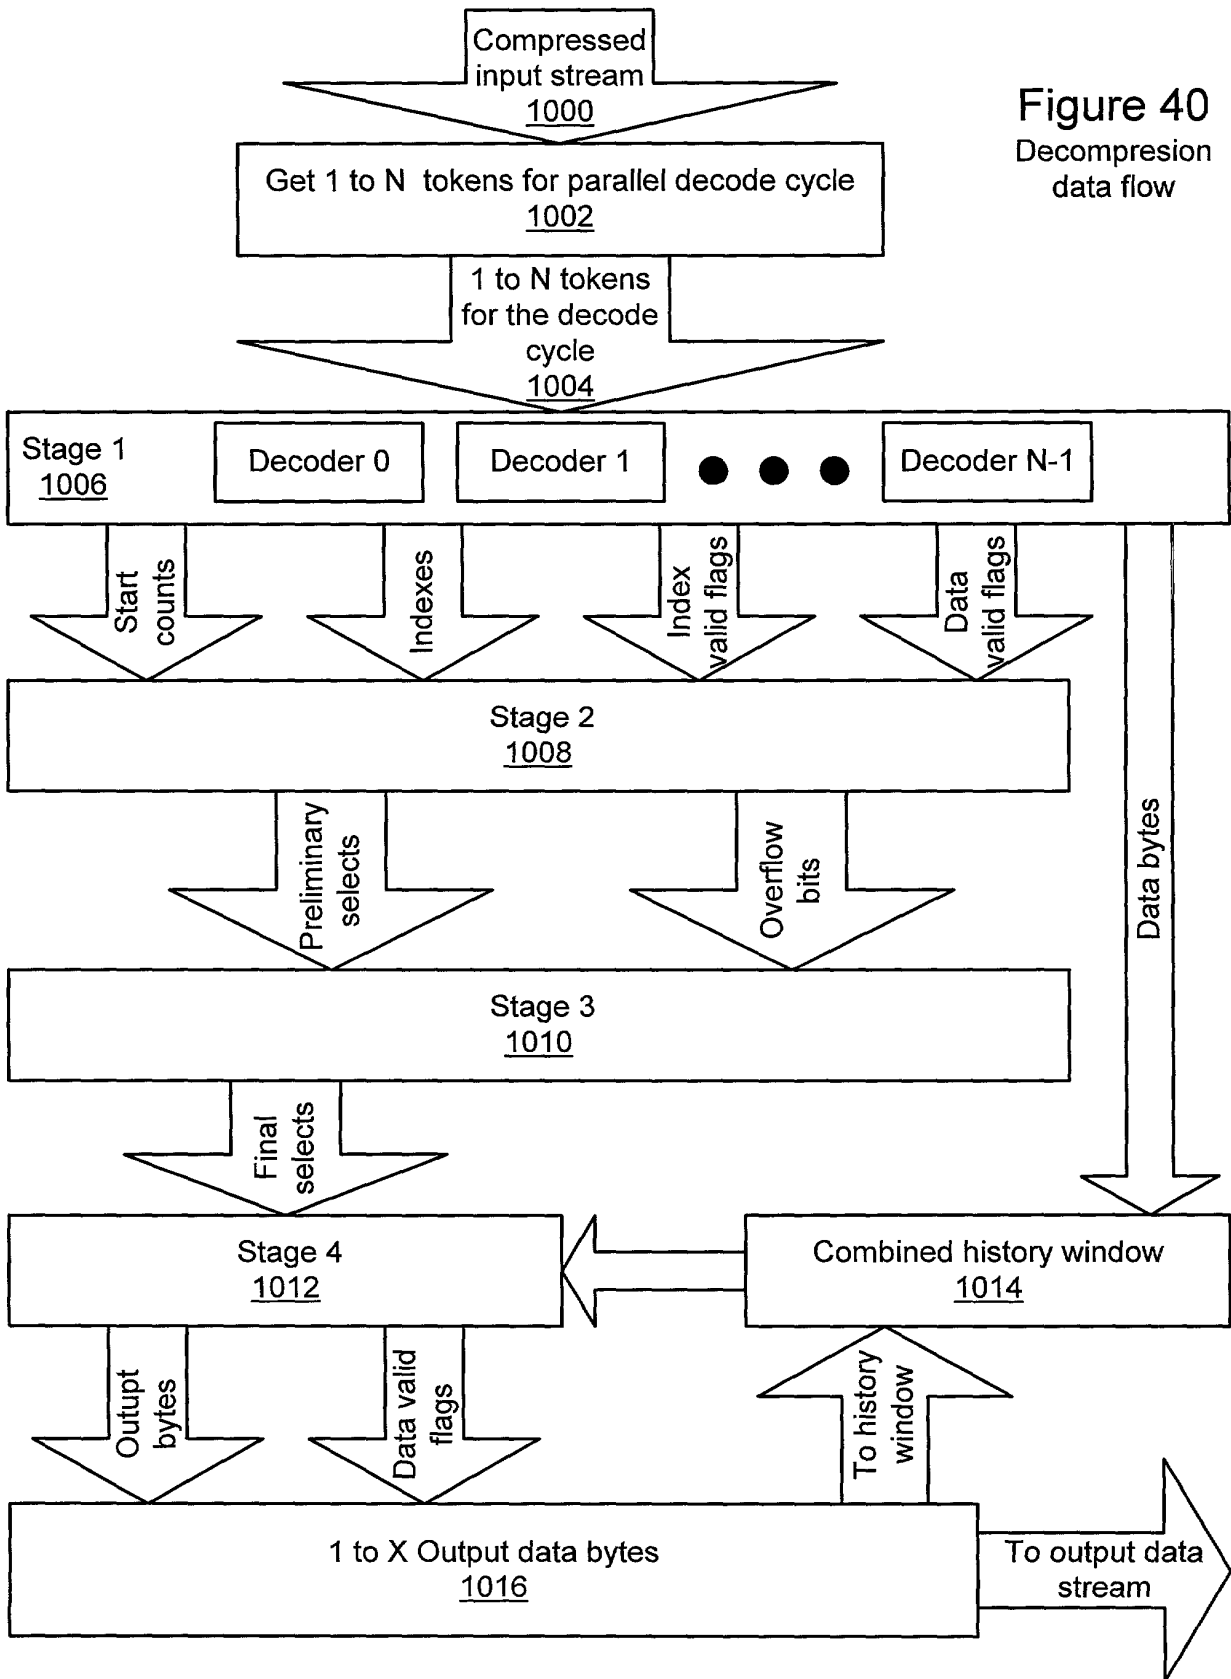 Compressed
input stream
1000
Figure 40
Decompresion
data flow
Get 1 to N tokens for parallel decode cycle
1002
1 to N tokens
for the decode
cycle
1004
Stage 1
1006
Decoder 0
Decoder 1
Decoder N-1
Start
counts
Indexes
Index
valid flags
Data
valid flags
Data bytes
Stage 2
1008
Preliminary
selects
Overflow
bits
Stage 3
1010
Final
selects
Stage 4
1012
Combined history window
1014
Outupt
bytes
Data valid
flags
To history
window
1 to X Output data bytes
1016
To output data
stream